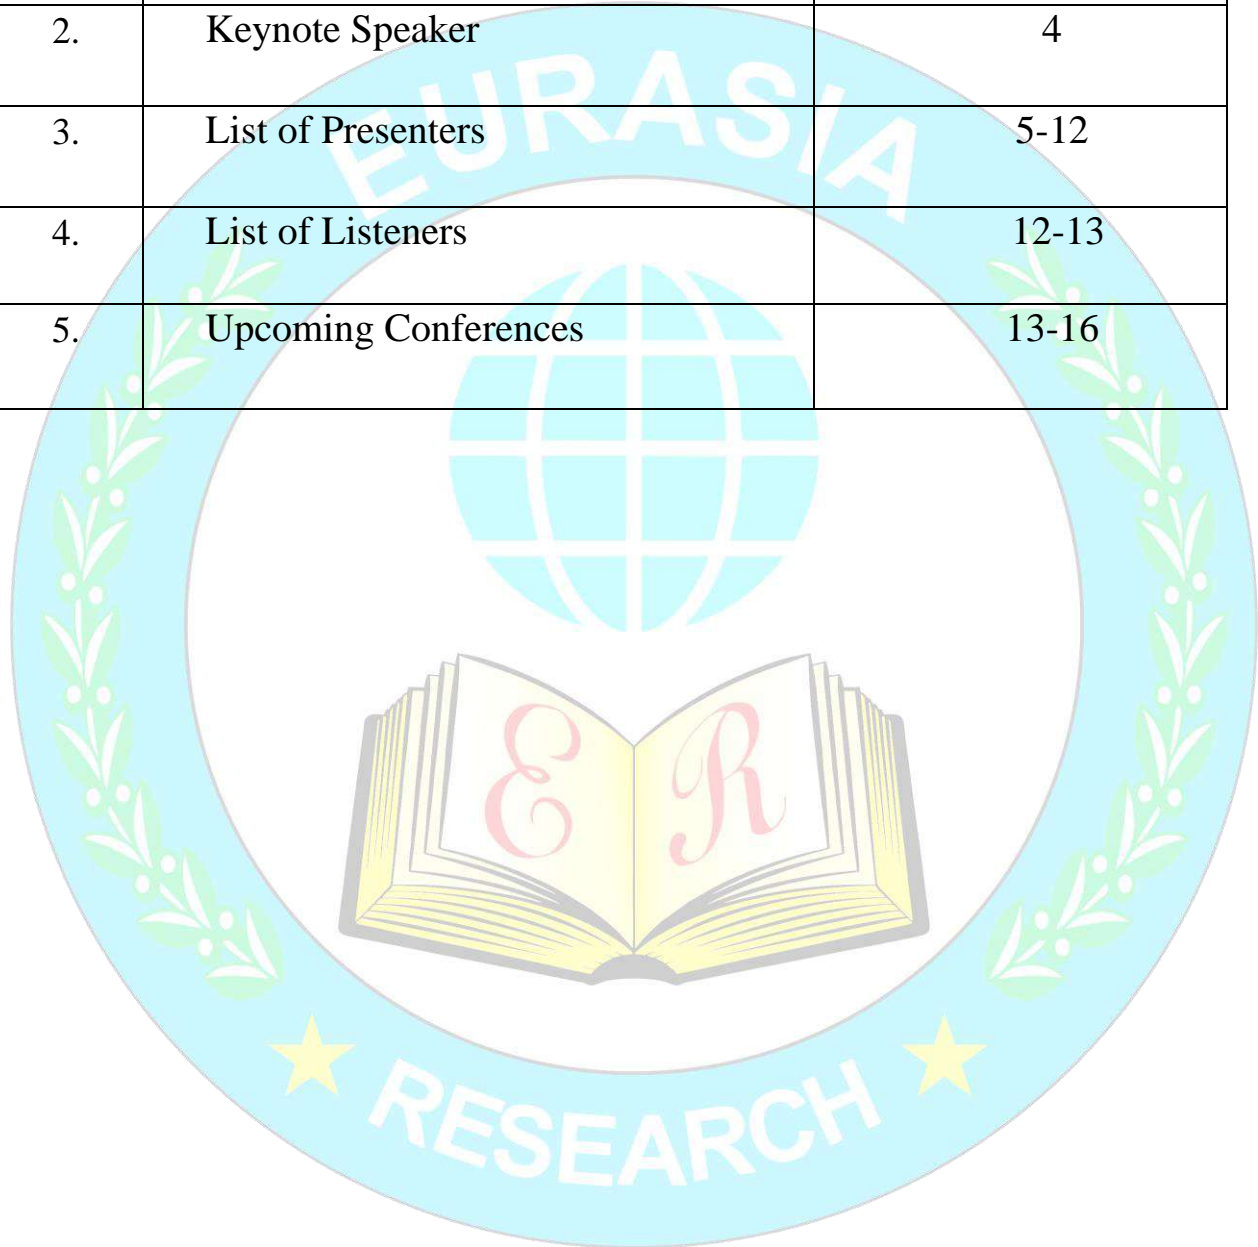 2. Keynote Speaker 4
3. List of Presenters 5-12
4. List of Listeners 12-13
5. Upcoming Conferences 13-16
EURASIA
E R
RESEARCH